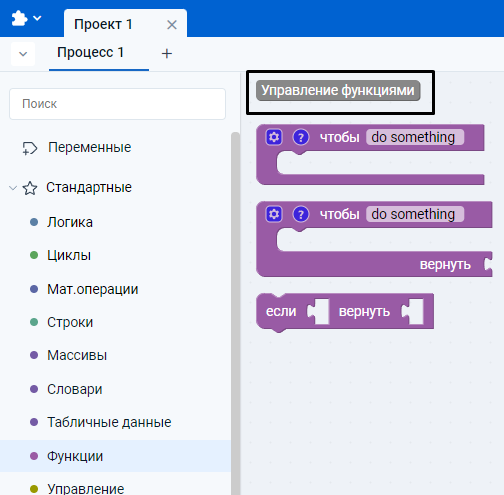 Проект 1
Процесс 1
Поиск
Переменные
Стандартные
Логика
Циклы
Мат.операции
Строки
Массивы
Словари
Табличные данные
Функции
Управление
Управление функциями
? чтобы do something
? чтобы do something
вернуть
если вернуть